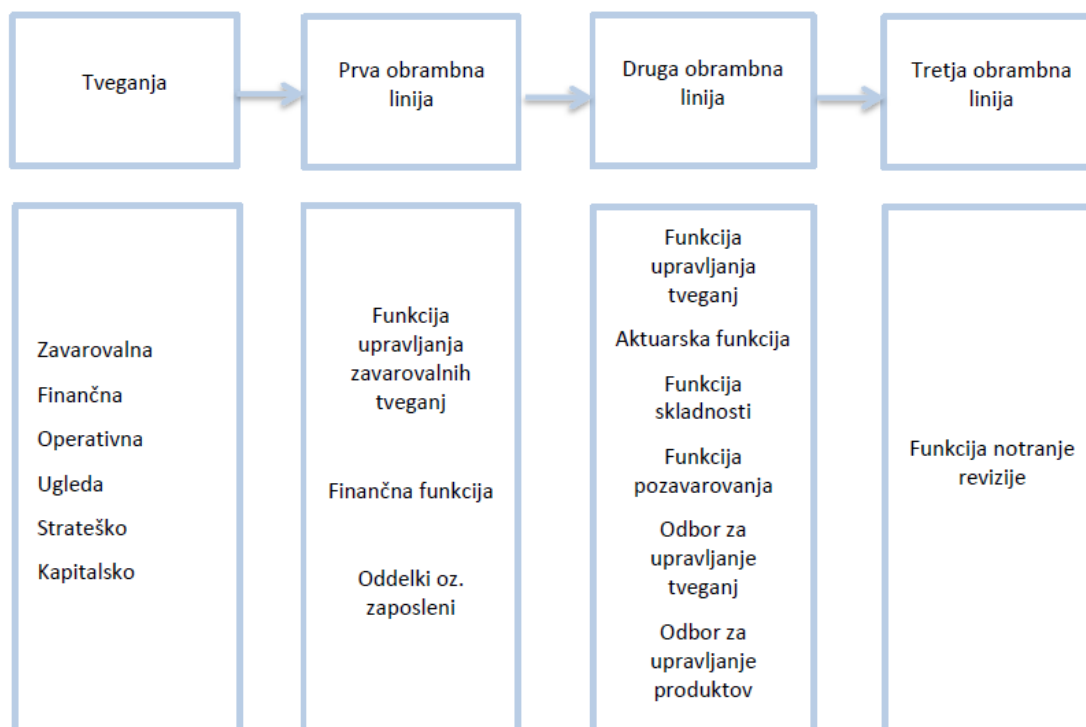 Tveganja
Prva obrambna
linija
Druga obrambna
linija
Tretja obrambna
linija
Zavarovalna
Finančna
Operativna
Ugleda
Strateško
Kapitalsko
Funkcija
upravljanja
zavarovalnih
tveganj
Finančna funkcija
Oddelki oz.
zaposleni
Funkcija
upravljanja
tveganj
Aktuarska funkcija
Funkcija
skladnosti
Funkcija
pozavarovanja
Odbor za
upravljanje
tveganj
Odbor za
upravljanje
produktov
Funkcija notranje
revizije